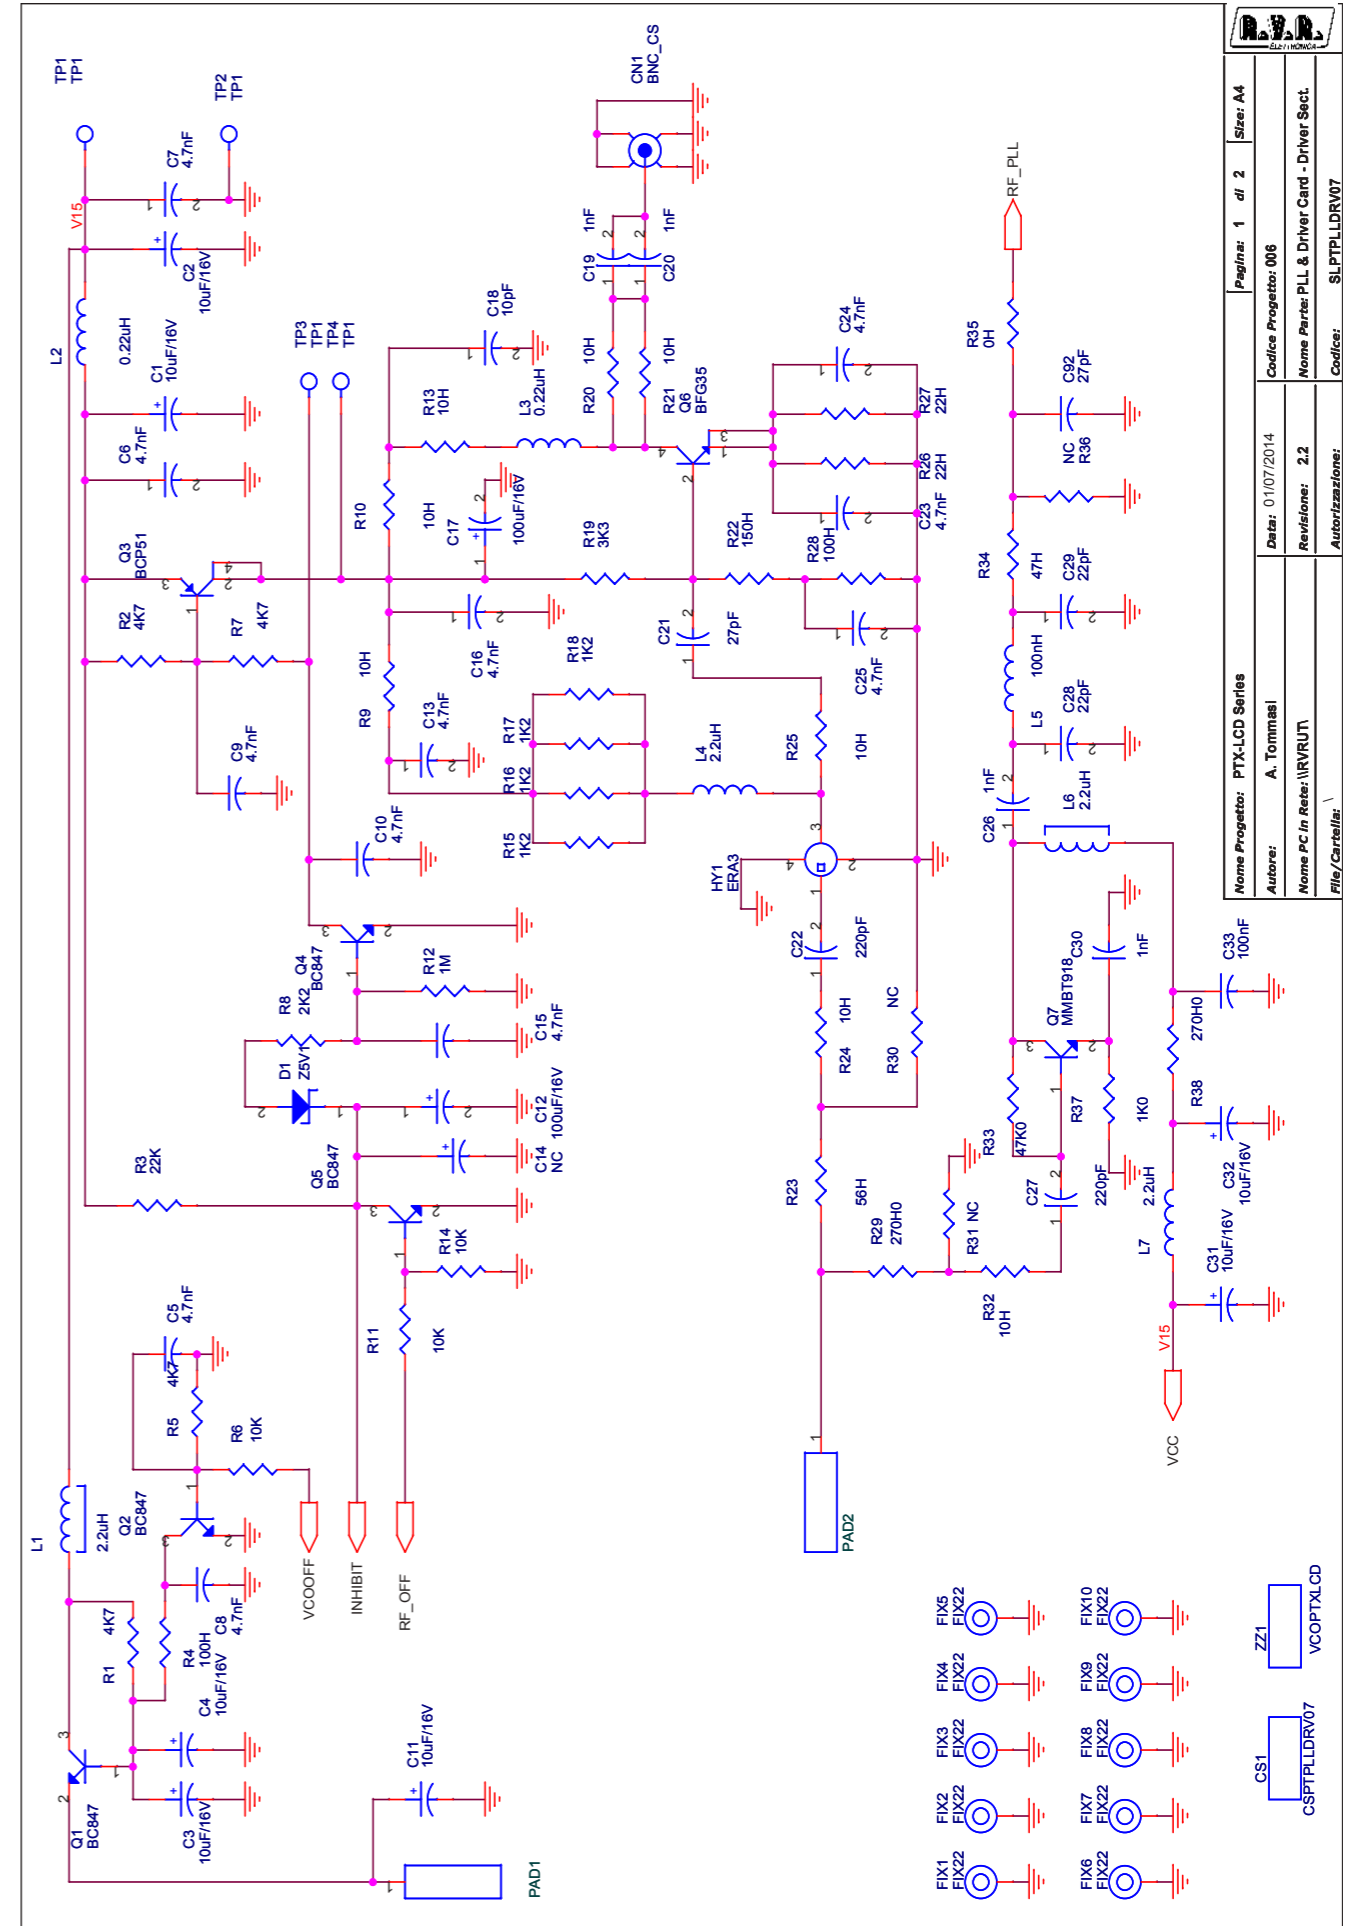 TP1
TP1
V15
C7
4.7nF
TP2
TP1
C2
10uF/16V
L2
0.22uH
C1
10uF/16V
C6
4.7nF
Q3
BCP51
R2
4K7
R7
4K7
C9
4.7nF
TP3
TP1
TP4
TP1
C10
4.7nF
Q4
BC847
R8
2K2
R12
1M
C15
4.7nF
D1
Z5V1
C12
100uF/16V
C14
NC
Q5
BC847
R3
22K
R14
10K
R11
10K
C5
4.7nF
4K7
R5
R6
10K
Q2
BC847
L1
2.2uH
VCOOFF
INHIBIT
RF_OFF
C8
4.7nF
4K7
R1
R4
100H
C4
10uF/16V
C3
10uF/16V
Q1
BC847
C11
10uF/16V
PAD1
CN1
BNC_CS
C19
1nF
C20
1nF
R20
10H
R21
10H
C18
10pF
R13
10H
L3
0.22uH
Q6
BFG35
C24
4.7nF
R27
22H
R26
22H
C23
4.7nF
R10
10H
C17
100uF/16V
R19
3K3
R22
150H
R28
100H
C25
4.7nF
C21
27pF
C16
4.7nF
R9
10H
C13
4.7nF
R18
1K2
R17
1K2
R16
1K2
R15
1K2
L4
2.2uH
R25
10H
HY1
ERA3
C22
220pF
R24
10H
R30
NC
R23
56H
R29
270H0
R31 NC
R32
10H
PAD2
RF_PLL
R35
0H
C92
27pF
NC
R36
R34
47H
C29
22pF
L5
100nH
C28
22pF
C26
1nF
L6
2.2uH
Q7
MMBT918
C30
1nF
R33
47K0
R37
1K0
C27
220pF
C33
100nF
270H0
R38
C32
10uF/16V
L7
2.2uH
C31
10uF/16V
V15
VCC
FIX1
FIX22
FIX2
FIX22
FIX3
FIX22
FIX4
FIX22
FIX5
FIX22
FIX6
FIX22
FIX7
FIX22
FIX8
FIX22
FIX9
FIX22
FIX10
FIX22
CS1
CSPTPLLDRV07
ZZ1
VCOPTXLCD
R.V.R.
ELETTRONICA
Nome Progetto: PTX-LCD Series
Pagina: 1 di 2
Size: A4
Autore: A. Tommasi
Data: 01/07/2014
Codice Progetto: 006
Nome PC in Rete: \\RVRUT\
Revisione: 2.2
Nome Parte: PLL & Driver Card - Driver Sect.
File/Cartella: \
Autorizzazione:
Codice: SLPTPLLDRV07